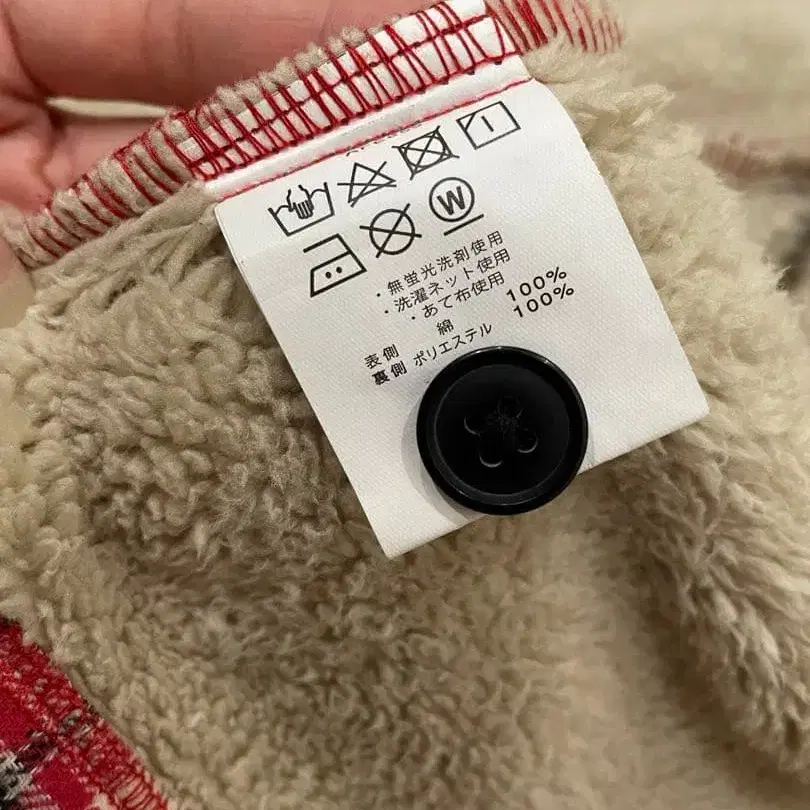 W
・無蛍光洗剤使用
・洗濯ネット使用
・あて布使用
表側 綿 100%
裏側 ポリエステル 100%